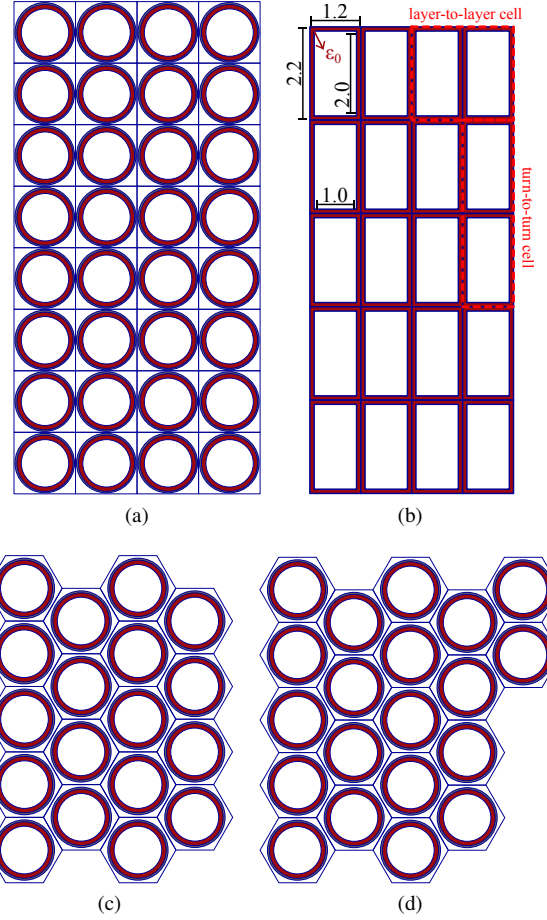 1.2
layer-to-layer cell
2.2
ε0
2.0
1.0
turn-to-turn cell
(a)
(b)
(c)
(d)